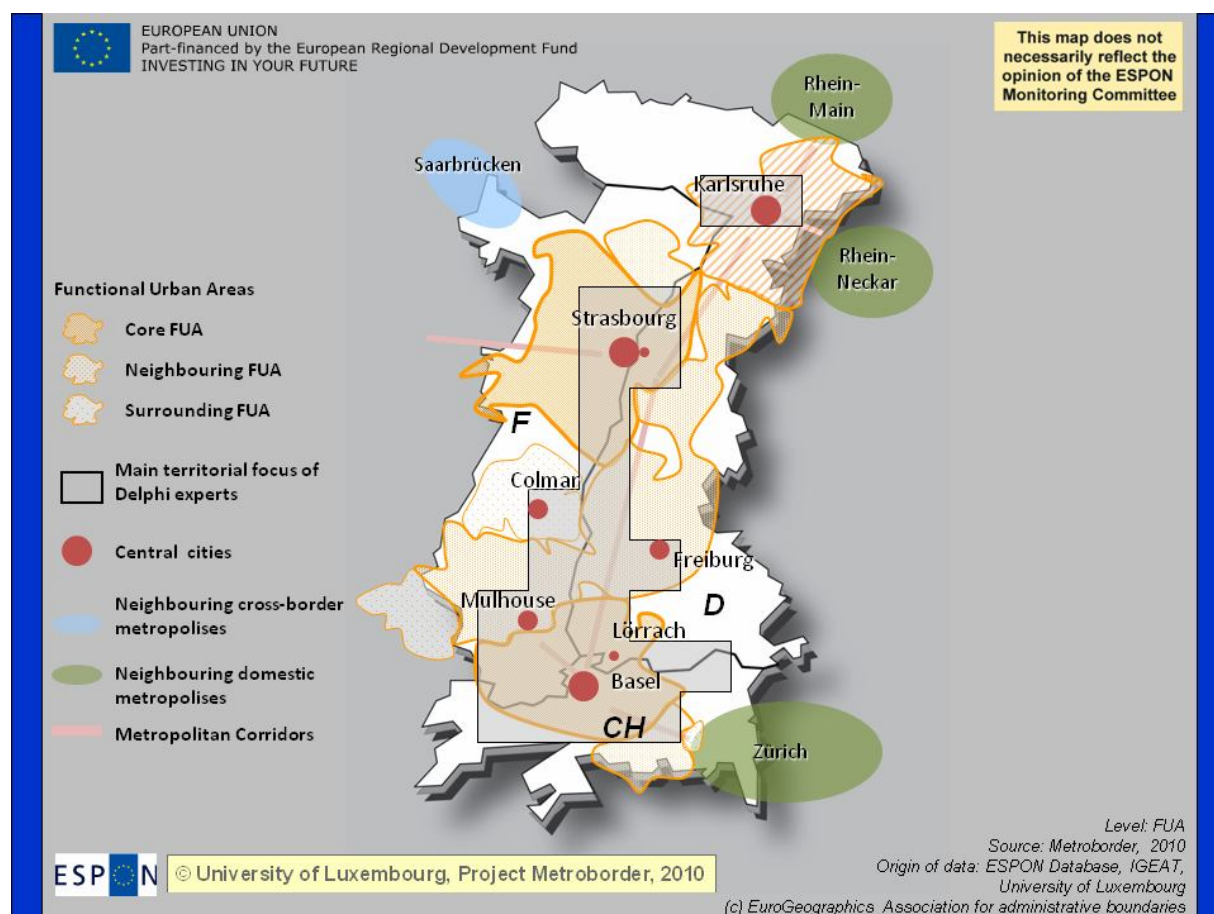 EUROPEAN UNION
Part-financed by the European Regional Development Fund
INVESTING IN YOUR FUTURE
This map does not
necessarily reflect the
opinion of the ESPON
Monitoring Committee
Rhein-
Main
Saarbrücken
Karlsruhe
Rhein-
Neckar
Functional Urban Areas
Core FUA
Neighbouring FUA
Surrounding FUA
Main territorial focus of
Delphi experts
Central cities
Neighbouring cross-border
metropolises
Neighbouring domestic
metropolises
Metropolitan Corridors
Strasbourg
F
Colmar
Freiburg
Mulhouse
D
Lörrach
Basel
CH
Zürich
Level: FUA
Source: Metroborder, 2010
Origin of data: ESPON Database, IGEAT,
University of Luxembourg
(c) EuroGeographics Association for administrative boundaries
ESPON
© University of Luxembourg, Project Metroborder, 2010